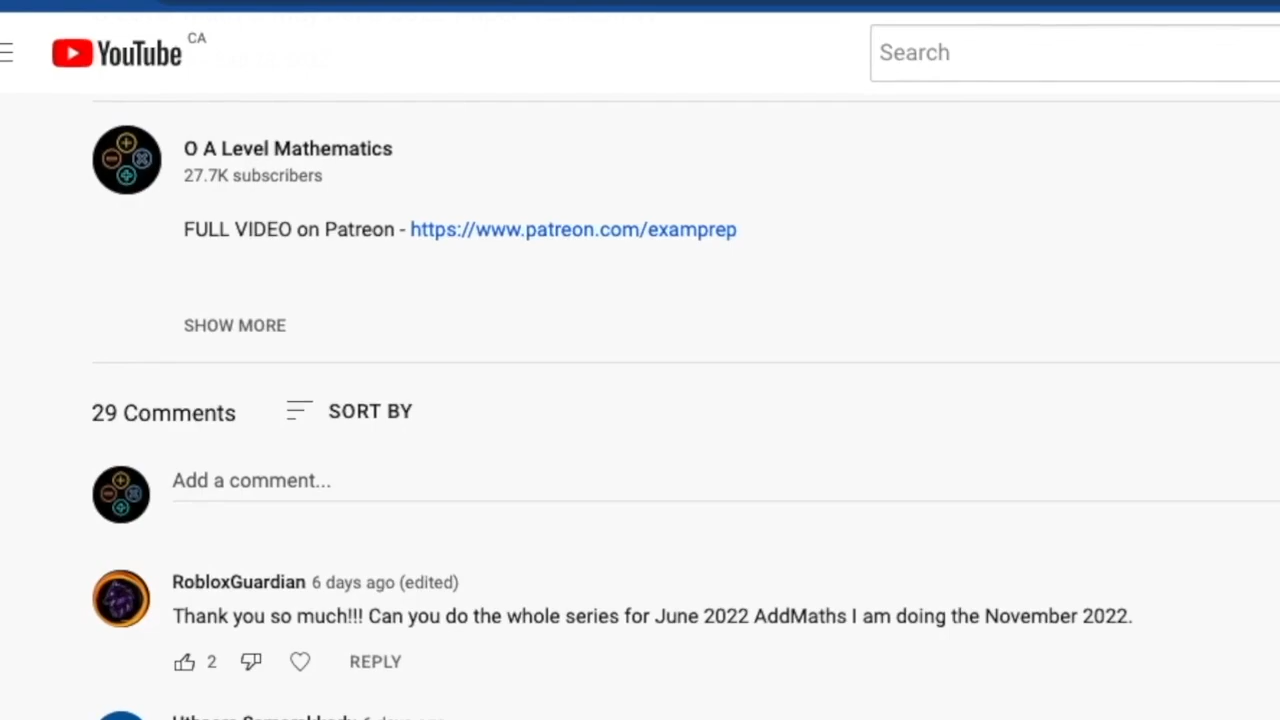 YouTube CA
Search
O A Level Mathematics
27.7K subscribers
FULL VIDEO on Patreon - https://www.patreon.com/examprep
SHOW MORE
29 Comments
SORT BY
Add a comment...
RobloxGuardian 6 days ago (edited)
Thank you so much!!! Can you do the whole series for June 2022 AddMaths I am doing the November 2022.
2
REPLY